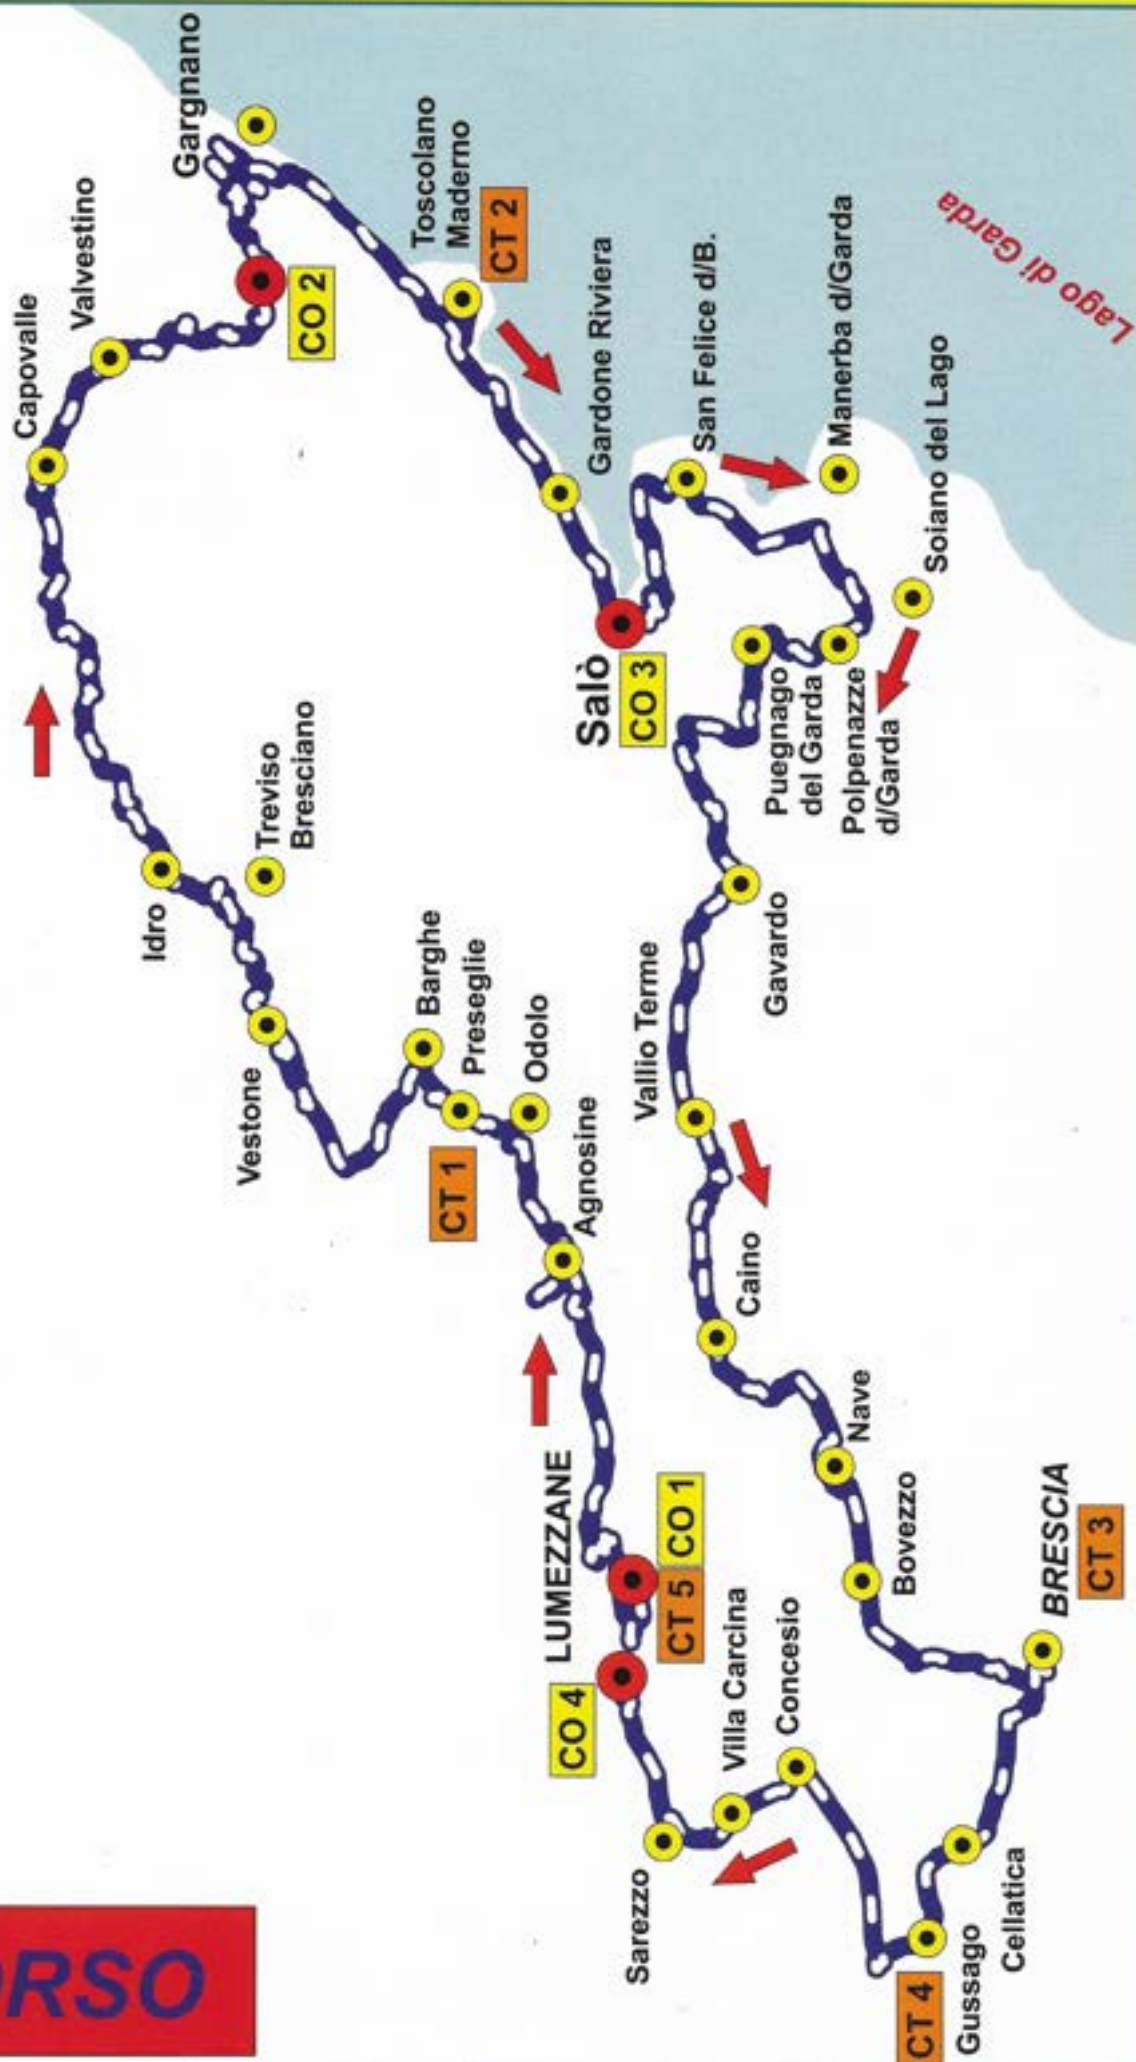 ORSO
Capovalle
Valvestino
Gargnano
CO 2
Idro
Treviso
Bresciano
Vestone
Toscolano
Maderno
CT 2
Barghe
Preseglie
CT 1
Odolo
Agnosine
Gardone Riviera
Salò
CO 3
San Felice d/B.
Manerba d/Garda
Lago di Garda
Soiano del Lago
Puegnago
del Garda
Polpenazze
d/Garda
Gavardo
Vallio Terme
Caino
Nave
Bovezzo
BRESCIA
CT 3
LUMEZZANE
CO 4
CT 5
CO 1
Villa Carcina
Concesio
Sarezzo
Cellatica
Gussago
CT 4